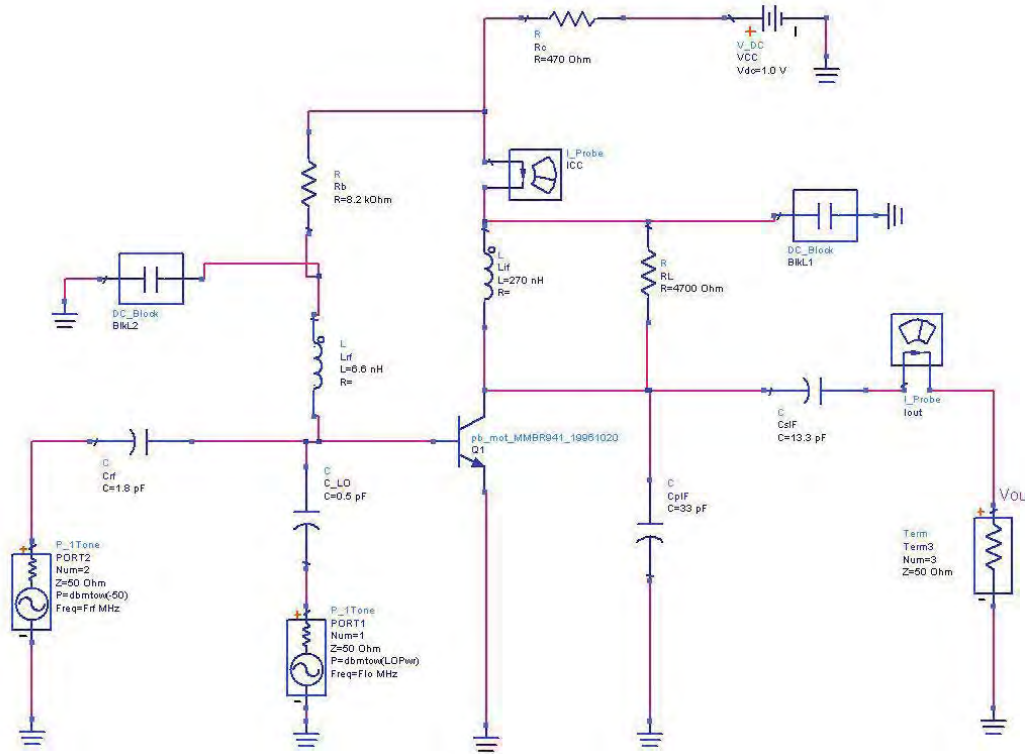 R
Rc
R=470 Ohm
V_DC
VCC
Vdc=1.0 V
R
Rb
R=8.2 kOhm
I_Probe
ICC
L
Lif
L=270 nH
R=
R
RL
R=4700 Ohm
DC_Block
BlkL1
DC_Block
BlkL2
L
Lrf
L=6.6 nH
R=
I_Probe
Iout
C
CsIF
C=13.3 pF
pb_mot_MMBR941_19951020
Q1
C
Crf
C=1.8 pF
C
C_LO
C=0.5 pF
C
CpIF
C=33 pF
Vou
Term
Term3
Num=3
Z=50 Ohm
P_1Tone
PORT2
Num=2
Z=50 Ohm
P=dbmtow(-50)
Freq=Frf MHz
P_1Tone
PORT1
Num=1
Z=50 Ohm
P=dbmtow(LOPwr)
Freq=Flo MHz